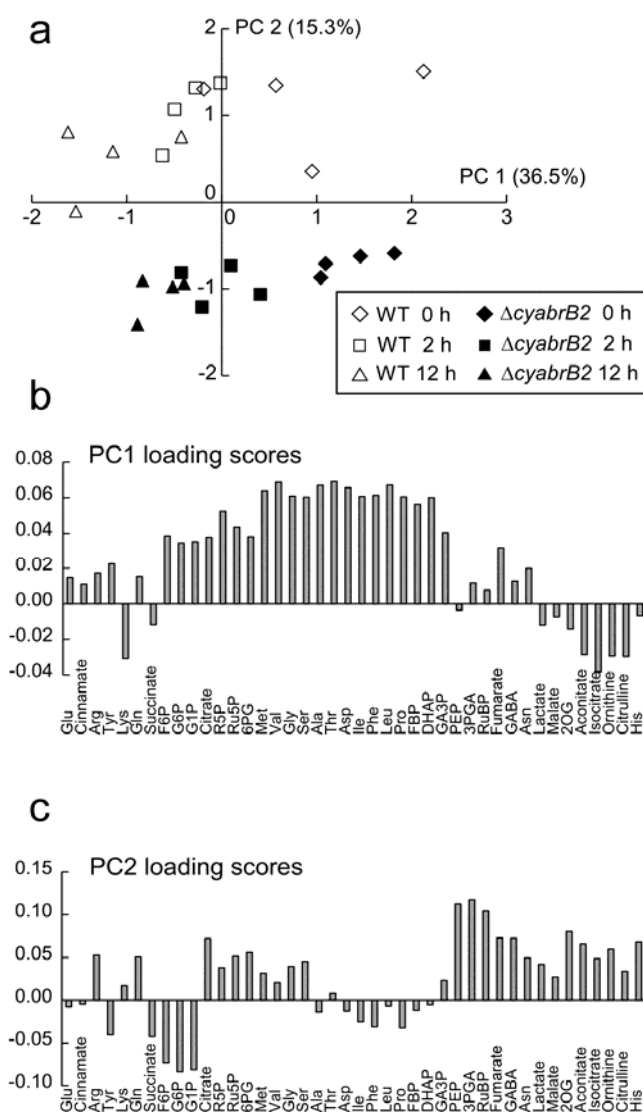 a
PC 2 (15.3%)
2
1
0
-1
-2
PC 1 (36.5%)
-2
-1
0
1
2
3
WT 0 h
ΔcyabrB2 0 h
WT 2 h
ΔcyabrB2 2 h
WT 12 h
ΔcyabrB2 12 h
b
PC1 loading scores
0.08
0.06
0.04
0.02
0.00
-0.02
-0.04
Glu
Cinnamate
Arg
Tyr
Lys
Gln
Succinate
F6P
G6P
G1P
Citrate
R5P
Ru5P
6PG
Met
Val
Gly
Ser
Ala
Thr
Asp
Ile
Phe
Leu
Pro
FBP
DHAP
GA3P
PEP
3PGA
RuBP
Fumarate
GABA
Asn
Lactate
Malate
2OG
Aconitate
Isocitrate
Ornithine
Citrulline
His
c
PC2 loading scores
0.15
0.10
0.05
0.00
-0.05
-0.10
Glu
Cinnamate
Arg
Tyr
Lys
Gln
Succinate
F6P
G6P
G1P
Citrate
R5P
Ru5P
6PG
Met
Val
Gly
Ser
Ala
Thr
Asp
Ile
Phe
Leu
Pro
FBP
DHAP
GA3P
PEP
3PGA
RuBP
Fumarate
GABA
Asn
Lactate
Malate
2OG
Aconitate
Isocitrate
Ornithine
Citrulline
His